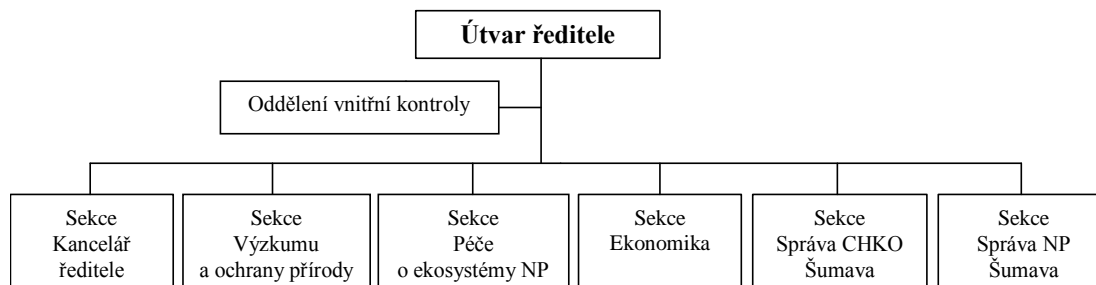 Útvar ředitele
Oddělení vnitřní kontroly
Sekce
Kancelář
ředitele
Sekce
Výzkumu
a ochrany přírody
Sekce
Péče
o ekosystémy NP
Sekce
Ekonomika
Sekce
Správa CHKO
Šumava
Sekce
Správa NP
Šumava